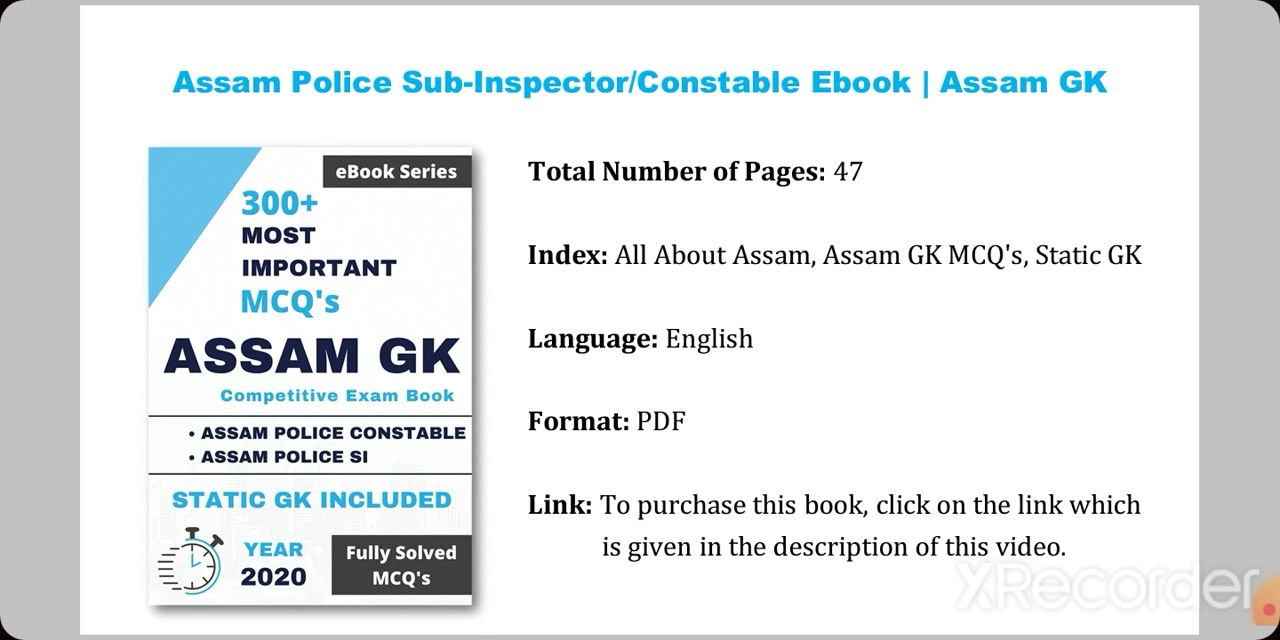 Assam Police Sub-Inspector/Constable Ebook | Assam GK
eBook Series
300+
MOST
IMPORTANT
MCQ's
ASSAM GK
Competitive Exam Book
• ASSAM POLICE CONSTABLE
• ASSAM POLICE SI
STATIC GK INCLUDED
YEAR
2020
Fully Solved
MCQ's
Total Number of Pages: 47
Index: All About Assam, Assam GK MCQ's, Static GK
Language: English
Format: PDF
Link: To purchase this book, click on the link which
is given in the description of this video.
XRecorder